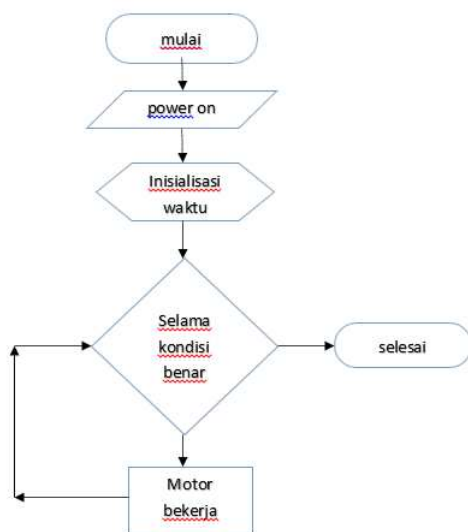 mulai
power on
Inisialisasi
waktu
Selama
kondisi
benar
selesai
Motor
bekerja